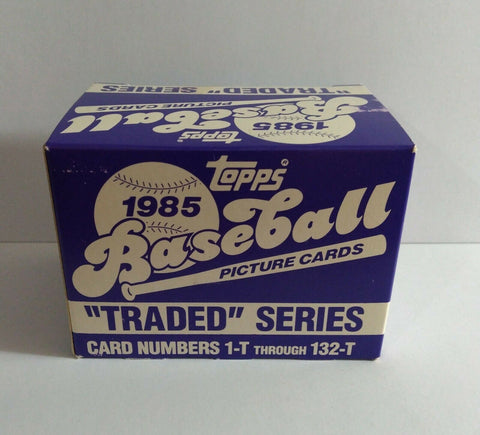 "TRADED" SERIES
PICTURE CARDS
Baseball
1985
TOPPS
TOPPS®
1985
Baseball
PICTURE CARDS
"TRADED" SERIES
CARD NUMBERS 1-T THROUGH 132-T